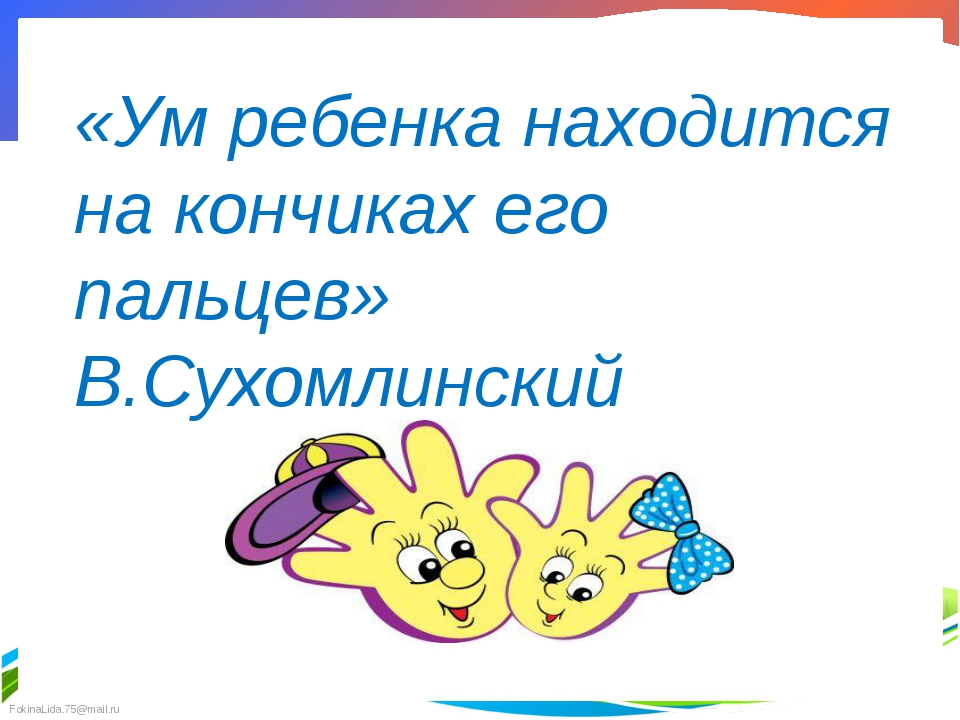 «Ум ребенка находится
на кончиках его
пальцев»
В.Сухомлинский
FokinaLida.75@mail.ru